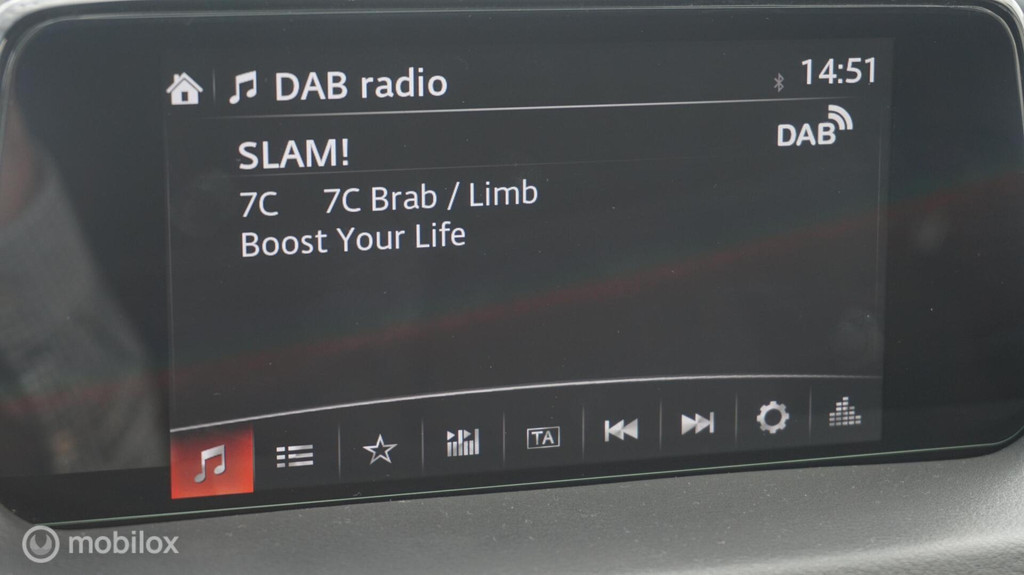 DAB radio
14:51
SLAM!
DAB
7C 7C Brab / Limb
Boost Your Life
TA
mobilox